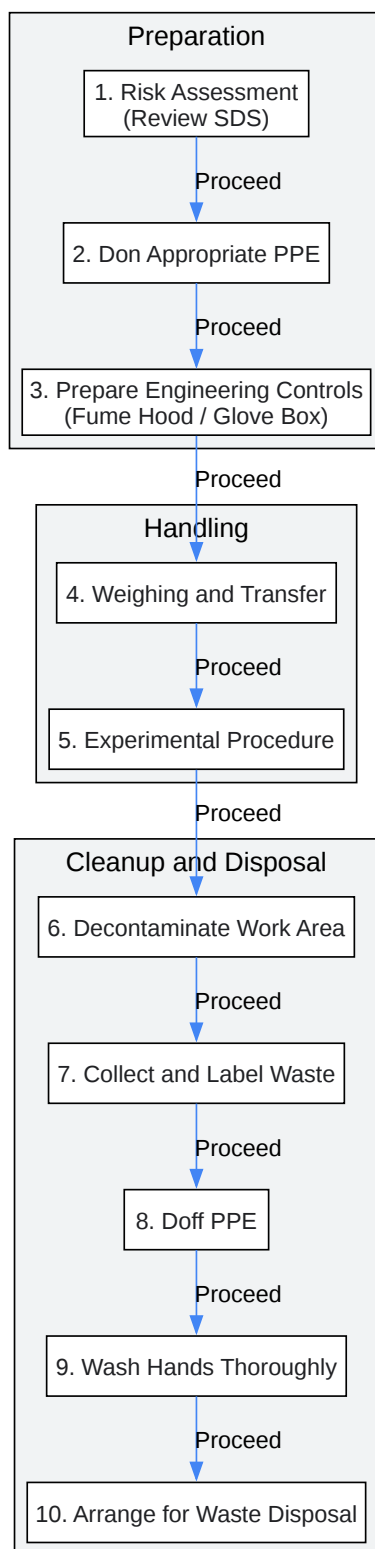 Preparation
1. Risk Assessment
(Review SDS)
Proceed
2. Don Appropriate PPE
Proceed
3. Prepare Engineering Controls
(Fume Hood / Glove Box)
Proceed
Handling
4. Weighing and Transfer
Proceed
5. Experimental Procedure
Proceed
Cleanup and Disposal
6. Decontaminate Work Area
Proceed
7. Collect and Label Waste
Proceed
8. Doff PPE
Proceed
9. Wash Hands Thoroughly
Proceed
10. Arrange for Waste Disposal